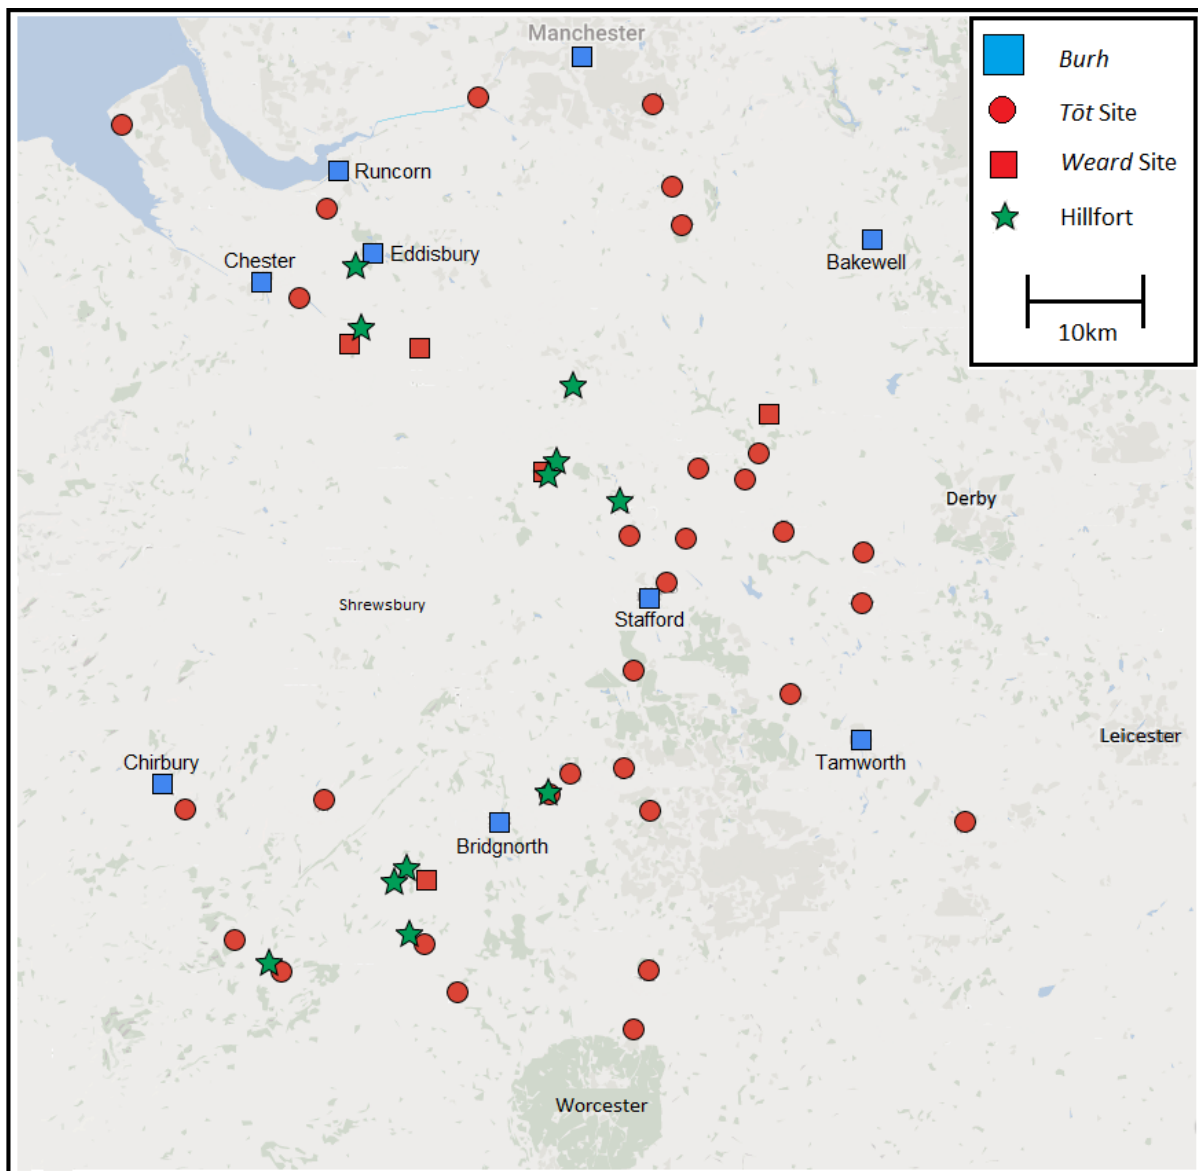 Manchester
Burh
Tōt Site
Weard Site
Hillfort
10km
Runcorn
Eddisbury
Chester
Bakewell
Derby
Shrewsbury
Stafford
Leicester
Tamworth
Chirbury
Bridgnorth
Worcester